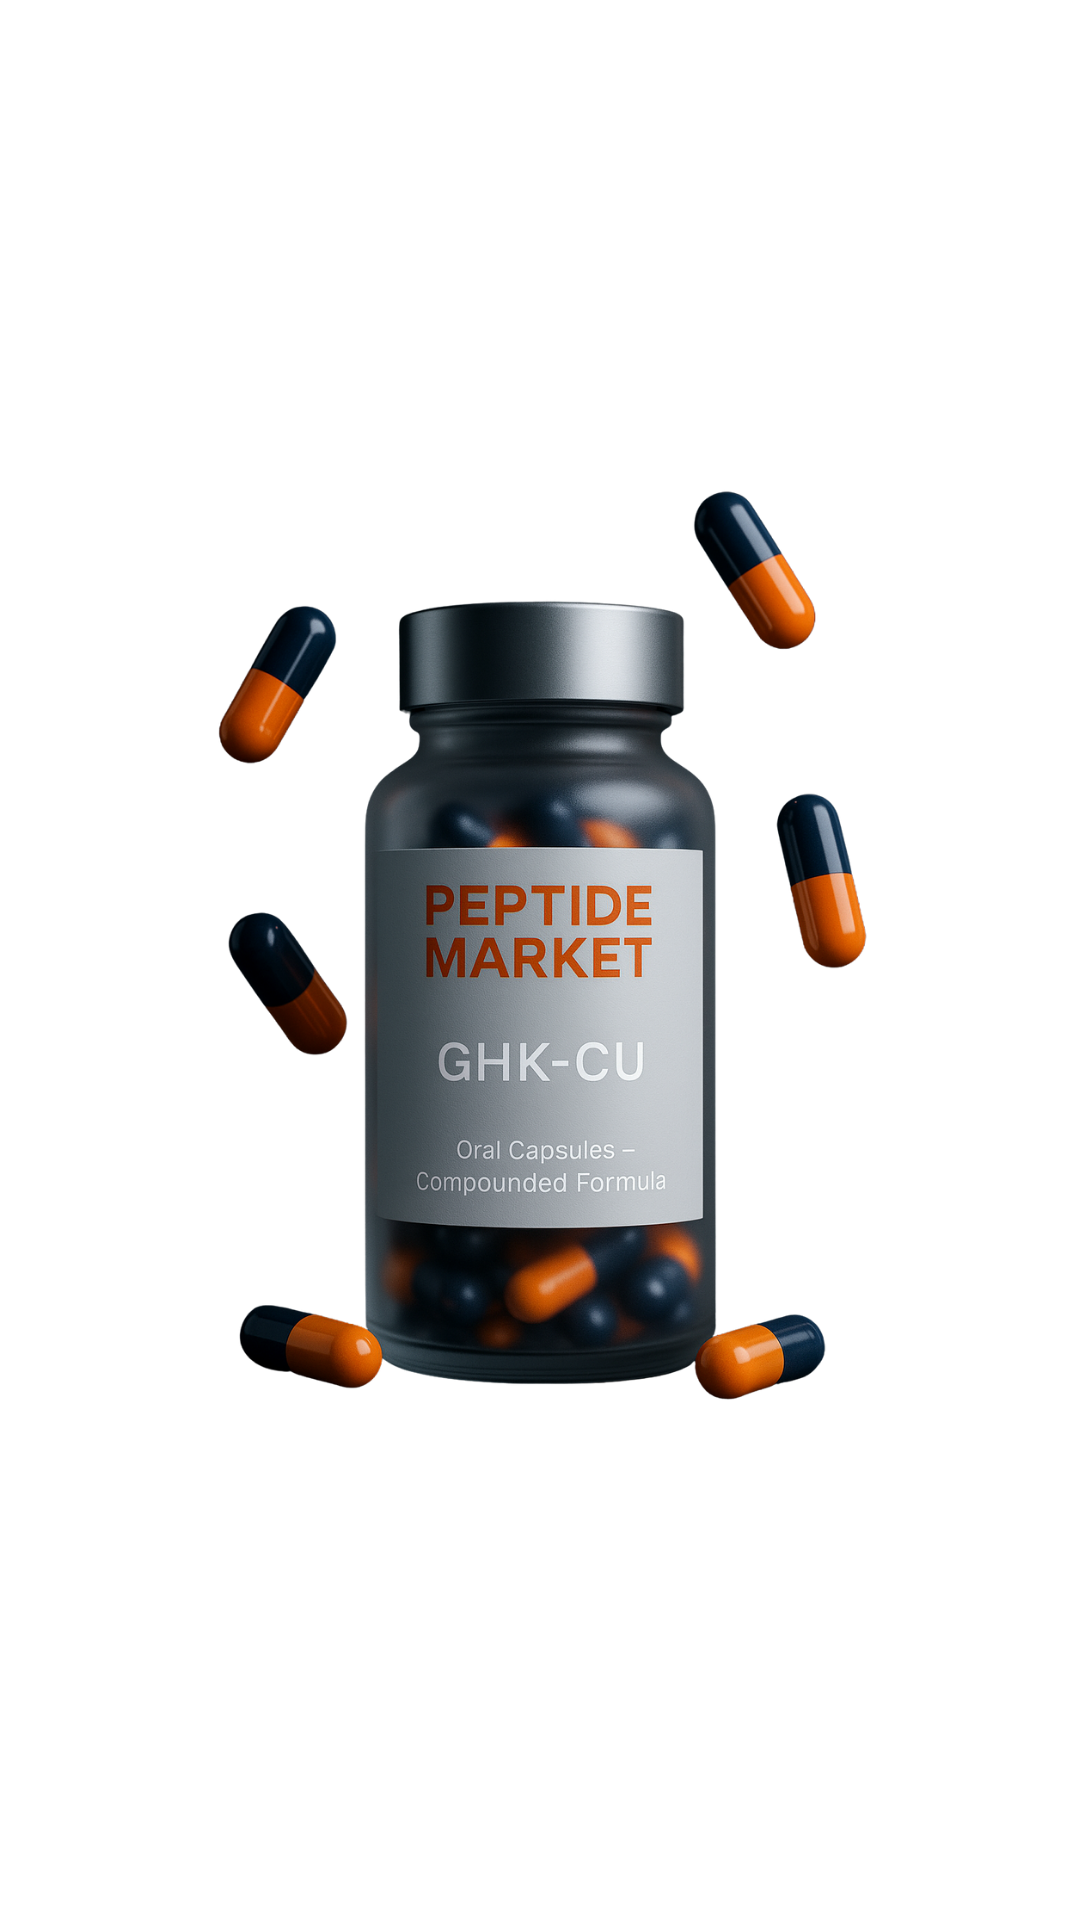 PEPTIDE
MARKET
GHK-CU
Oral Capsules –
Compounded Formula